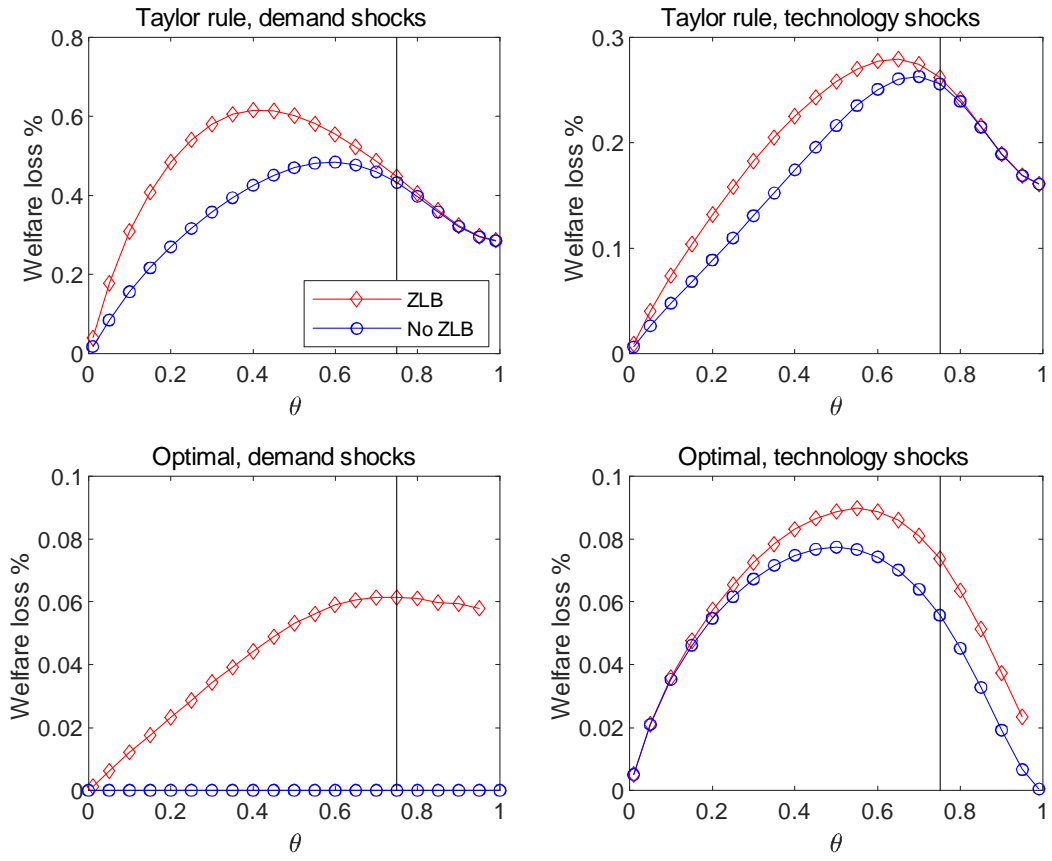 Taylor rule, demand shocks
Welfare loss %
0.8
0.6
0.4
0.2
0
0 0.2 0.4 0.6 0.8 1
θ
ZLB
No ZLB
Taylor rule, technology shocks
Welfare loss %
0.3
0.2
0.1
0
0 0.2 0.4 0.6 0.8 1
θ
Optimal, demand shocks
Welfare loss %
0.1
0.08
0.06
0.04
0.02
0
0 0.2 0.4 0.6 0.8 1
θ
Optimal, technology shocks
Welfare loss %
0.1
0.08
0.06
0.04
0.02
0
0 0.2 0.4 0.6 0.8 1
θ